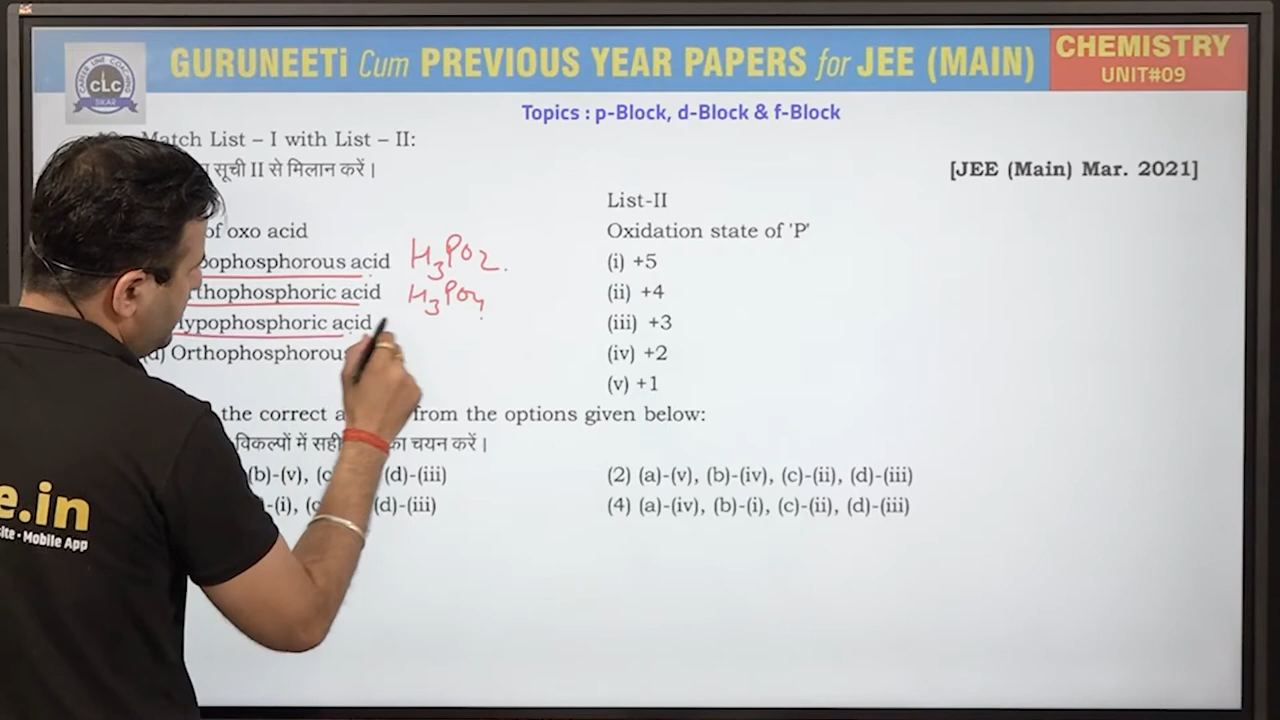 GURUNEETi Cum PREVIOUS YEAR PAPERS for JEE (MAIN)
CHEMISTRY
UNIT#09
CLC
SIKAR
Topics : p-Block, d-Block & f-Block
Match List – I with List – II:
सूची II से मिलान करें।
[JEE (Main) Mar. 2021]
List-II
of oxo acid
Oxidation state of 'P'
ophosphorous acid H3PO2.
(i) +5
rthophosphoric acid H3PO4
(ii) +4
ypophosphoric acid
(iii) +3
(d) Orthophosphorous
(iv) +2
(v) +1
the correct a from the options given below:
विकल्पों में सही का चयन करें।
(b)-(v), (c (d)-(iii)
(2) (a)-(v), (b)-(iv), (c)-(ii), (d)-(iii)
-(i), (c (d)-(iii)
(4) (a)-(iv), (b)-(i), (c)-(ii), (d)-(iii)
e.in
site • Mobile App